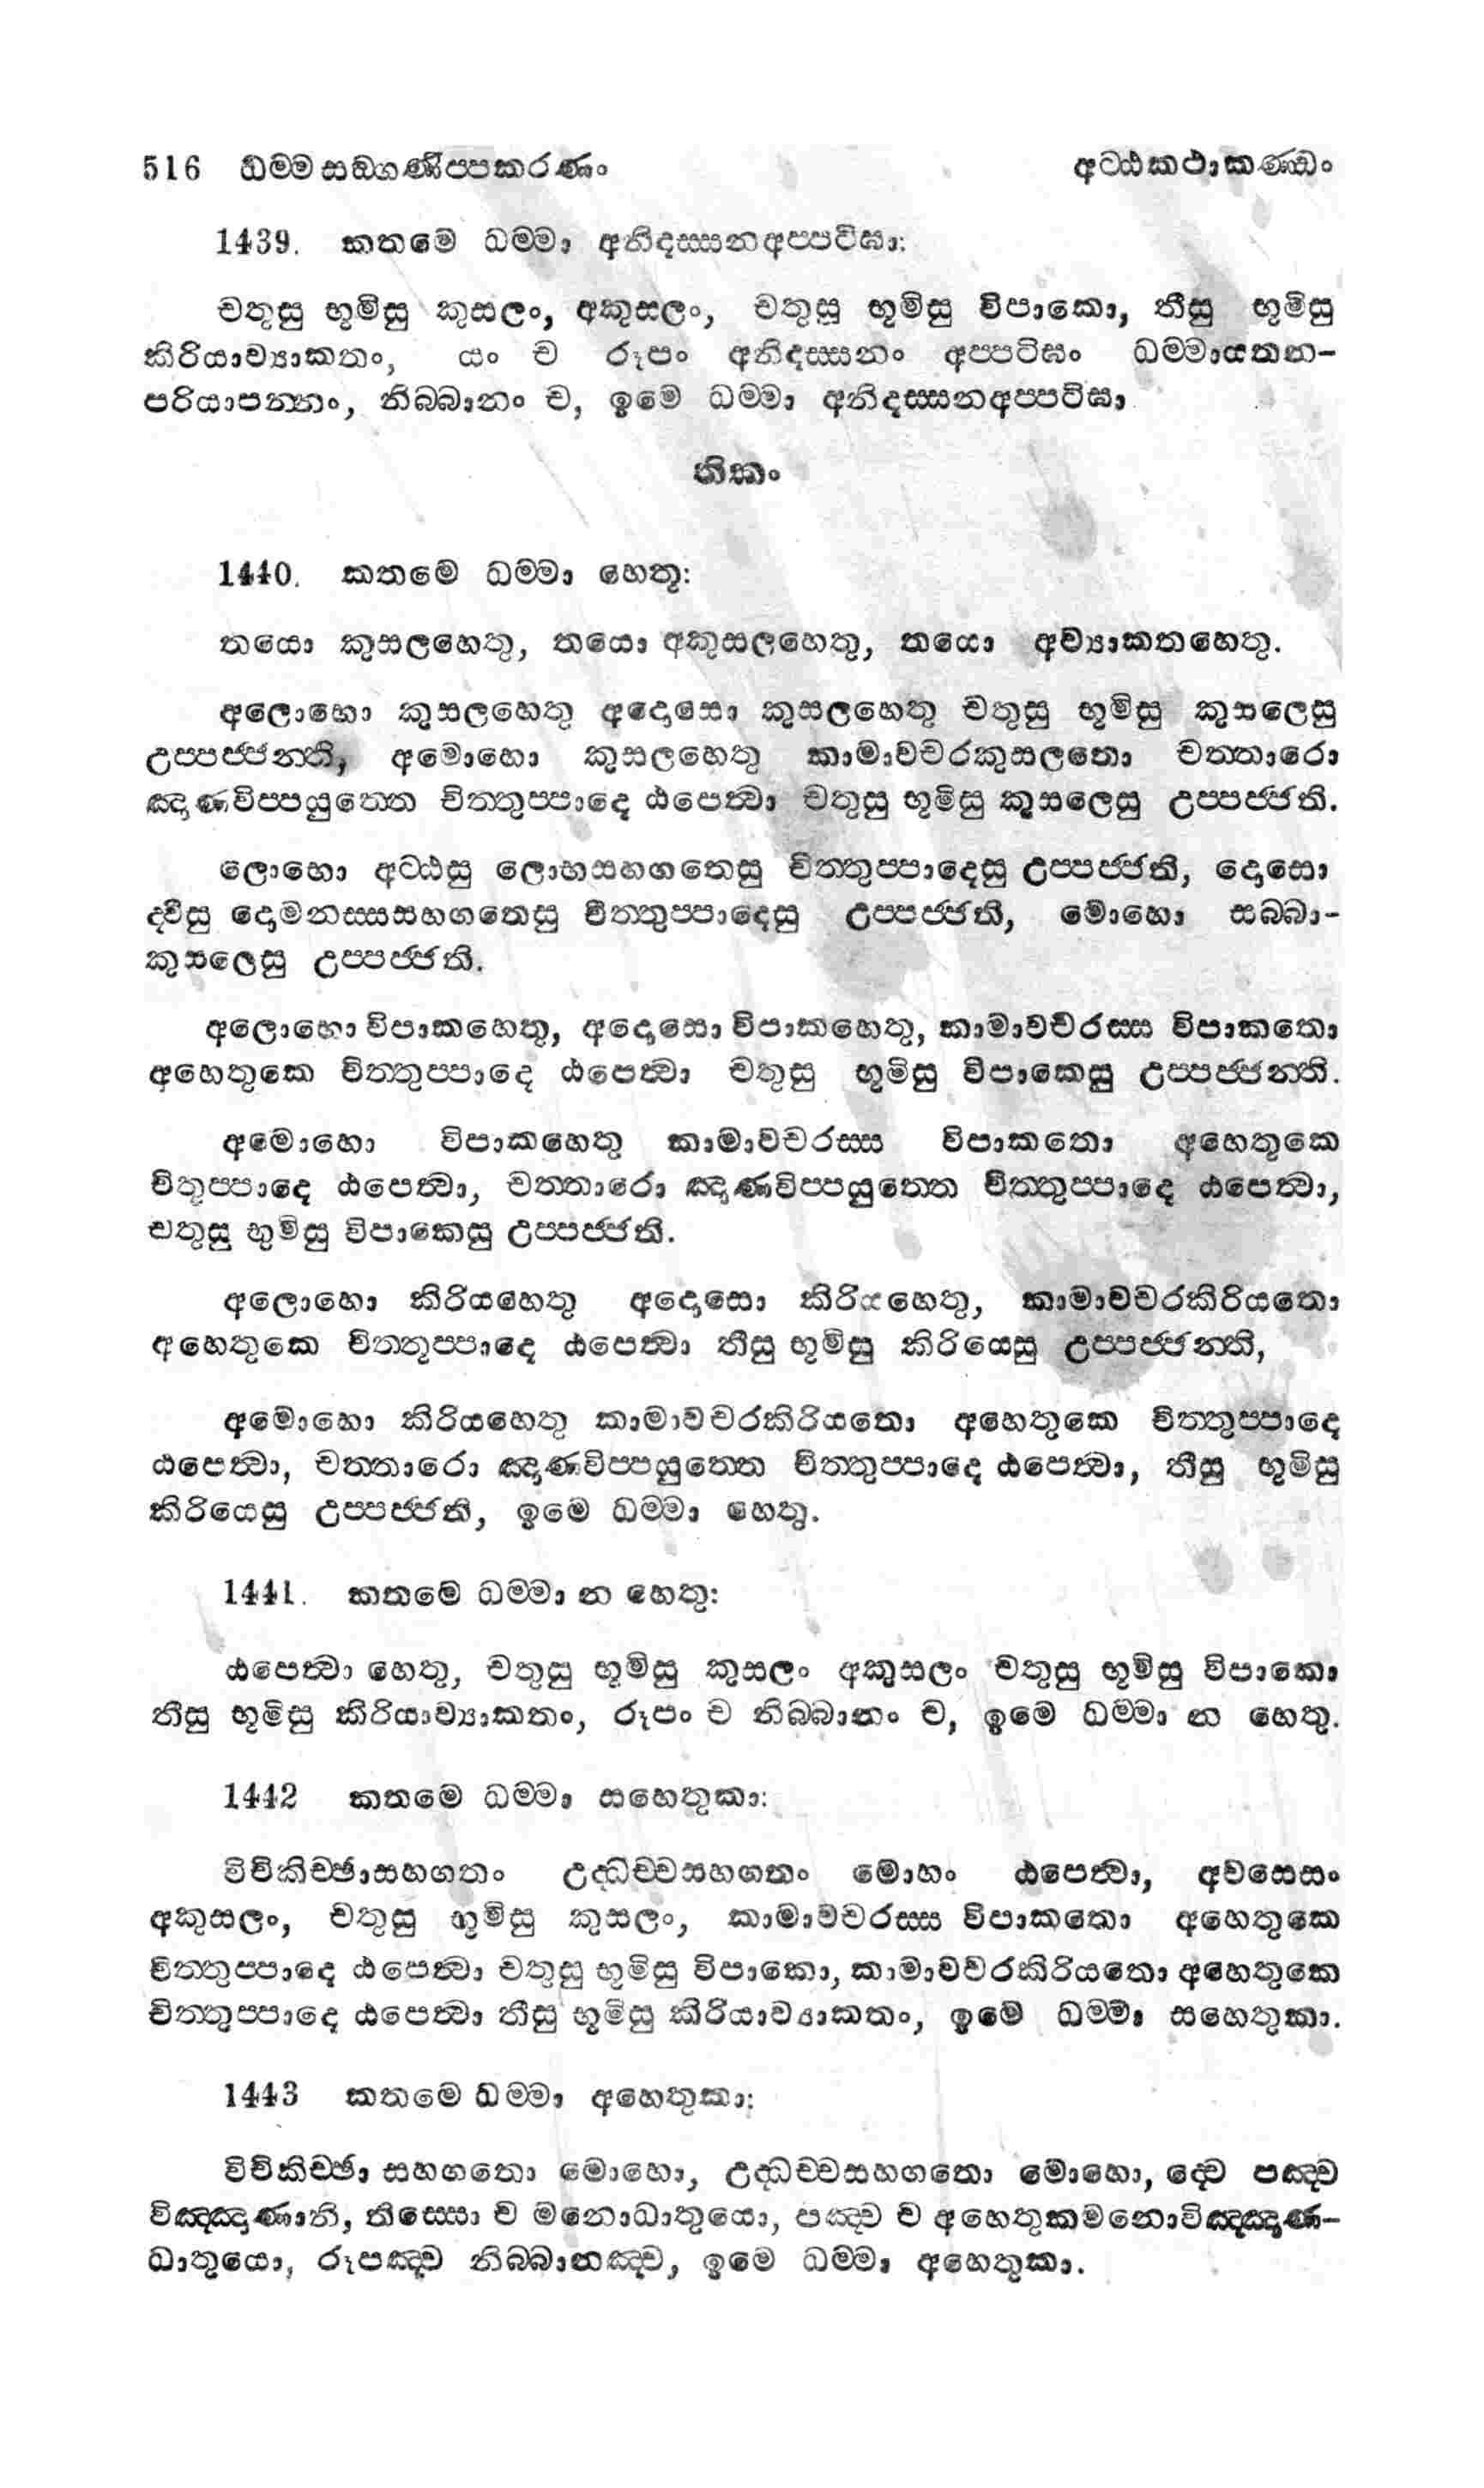 516 ධම්මසඞ්ගණිප්පකරණං අට්ඨකථාකණ්ඩං
1439. කතමෙ ධම්මා අනිදස්සනඅප්පටිඝා:
චතුසු භූමිසු කුසලං, අකුසලං, චතුසු භූමිසු විපාකො, තීසු භූමිසු
කිරියාව්‍යාකතං, යං ච රූපං අනිදස්සනං අප්පටිඝං ධම්මායතන-
පරියාපන්නං, නිබ්බානං ච, ඉමෙ ධම්මා අනිදස්සනඅප්පටිඝා.
තිකං
1440. කතමෙ ධම්මා හෙතූ:
තයො කුසලහෙතු, තයො අකුසලහෙතු, තයො අව්‍යාකතහෙතු.
අලොභො කුසලහෙතු අදොසො කුසලහෙතු චතුසු භූමිසු කුසලෙසු
උප්පජ්ජන්ති, අමොහො කුසලහෙතු කාමාවචරකුසලතො චත්තාරො
ඤාණවිප්පයුත්තෙ චිත්තුප්පාදෙ ඨපෙත්වා චතුසු භූමිසු කුසලෙසු උප්පජ්ජති.
ලොභො අට්ඨසු ලොභසහගතෙසු චිත්තුප්පාදෙසු උප්පජ්ජති, දොසො
ද්වීසු දොමනස්සසහගතෙසු චිත්තුප්පාදෙසු උප්පජ්ජති, මොහො සබ්බා-
කුසලෙසු උප්පජ්ජති.
අලොභො විපාකහෙතු, අදොසො විපාකහෙතු, කාමාවචරස්ස විපාකතො
අහෙතුකෙ චිත්තුප්පාදෙ ඨපෙත්වා චතුසු භූමිසු විපාකෙසු උප්පජ්ජන්ති.
අමොහො විපාකහෙතු කාමාවචරස්ස විපාකතො අහෙතුකෙ
චිතුප්පාදෙ ඨපෙත්වා, චත්තාරො ඤාණවිප්පයුත්තෙ චිත්තුප්පාදෙ ඨපෙත්වා,
චතුසු භුමිසු විපාකෙසු උප්පජ්ජති.
අලොහො කිරියහෙතු අදොසො කිරියහෙතු, කාමාවචරකිරියතො
අහෙතුකෙ චිත්තුප්පාදෙ ඨපෙත්වා තීසු භූමිසු කිරියෙසු උප්පජ්ජන්ති,
අමොහො කිරියහෙතු කාමාවචරකිරියතො අහෙතුකෙ චිත්තුප්පාදෙ
ඨපෙත්වා, චත්තාරො ඤාණවිප්පයුත්තෙ චිත්තුප්පාදෙ ඨපෙත්වා, තීසු භූමිසු
කිරියෙසු උප්පජ්ජති, ඉමෙ ධම්මා හෙතූ.
1441. කතමෙ ධම්මා න හෙතු:
ඨපෙත්වා හෙතු, චතුසු භූමිසු කුසලං අකුසලං චතුසු භූමිසු විපාකො
තීසු භූමිසු කිරියාව්‍යාකතං, රූපං ච නිබ්බානං ච, ඉමෙ ධම්මා න හෙතු.
1442 කතමෙ ධම්මා සහෙතුකා:
විචිකිච්ඡාසහගතං උද්ධච්චසහගතං මොහං ඨපෙත්වා, අවසෙසං
අකුසලං, චතුසු භූමිසු කුසලං, කාමාවචරස්ස විපාකතො අහෙතුකෙ
චිත්තුප්පාදෙ ඨපෙත්වා චතුසු භූමිසු විපාකො, කාමාවචරකිරියතො අහෙතුකෙ
චිත්තුප්පාදෙ ඨපෙත්වා තීසු භූමිසු කිරියාව්‍යාකතං, ඉමෙ ධම්මා සහෙතුකා.
1443 කතමෙ ධම්මා අහෙතුකා:
විචිකිච්ඡා සහගතො මොහො, උද්ධච්චසහගතො මොහො, ද්වෙ පඤ්ච
විඤ්ඤාණානි, තිස්සො ච මනොධාතුයො, පඤ්ච ච අහෙතුකමනොවිඤ්ඤාණ-
ධාතුයො, රූපඤ්ච නිබ්බානඤ්ච, ඉමෙ ධම්මා අහෙතුකා.